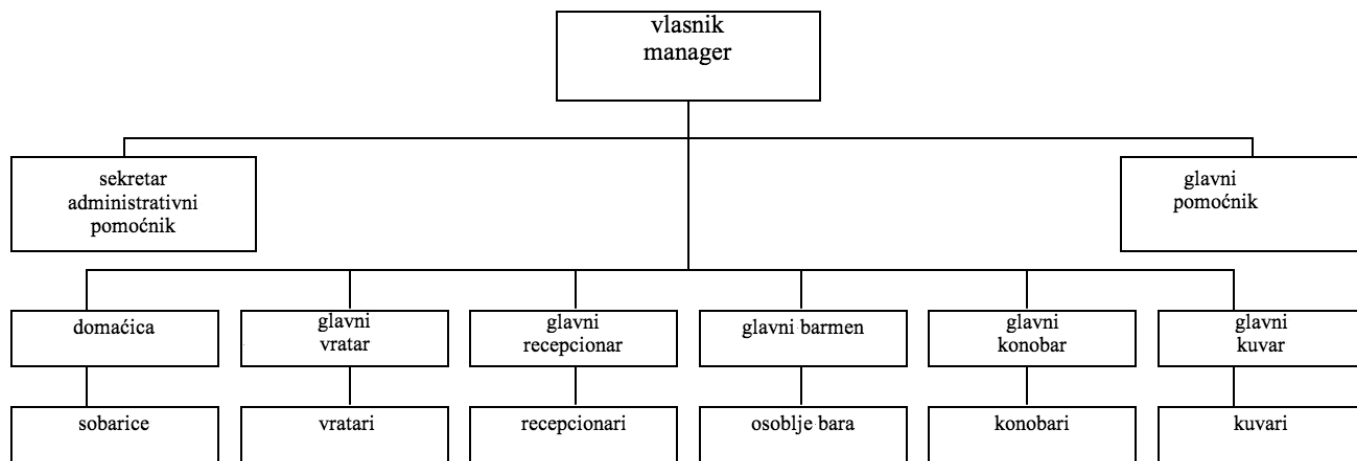 vlasnik
manager
sekretar
administrativni
pomoćnik
glavni
pomoćnik
domaćica
glavni
vratar
glavni
recepcionar
glavni barmen
glavni
konobar
glavni
kuvar
sobarice
vratari
recepcionari
osoblje bara
konobari
kuvari